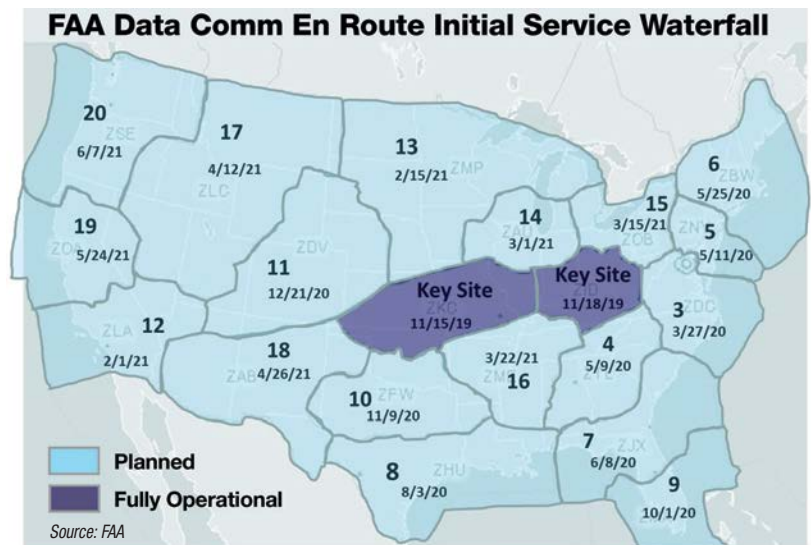 FAA Data Comm En Route Initial Service Waterfall
20
ZSE
6/7/21
17
4/12/21
ZLC
13
2/15/21 ZMP
6
ZBW
5/25/20
19
ZOA
5/24/21
14
ZAU
3/1/21
15
3/15/21
ZOB
ZNY
5
5/11/20
11
ZDV
12/21/20
Key Site
ZKC
11/15/19
Key Site
ZID
11/18/19
3
ZDC
3/27/20
12
ZLA
2/1/21
18
ZAB 4/26/21
3/22/21
16
4
5/9/20
ZTL
10 ZFW
11/9/20
8 ZHU
8/3/20
7
ZJX
6/8/20
9
10/1/20
Planned
Fully Operational
Source: FAA